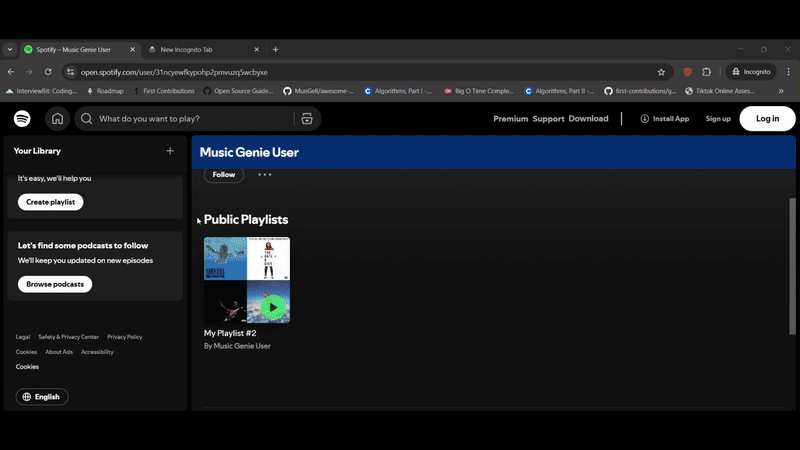 Spotify – Music Genie User
New Incognito Tab
open.spotify.com/user/31ncyewfkypohp2pmvuzq5wcbyxe
Incognito
InterviewBit: Coding...
Roadmap
First Contributions
Open Source Guide...
MunGell/awesome-...
Algorithms, Part I -...
Big O Time Comple...
Algorithms, Part II -...
first-contributions/g...
Tiktok Online Asses...
What do you want to play?
Premium Support Download
Install App
Sign up
Log in
Your Library
It's easy, we'll help you
Create playlist
Let's find some podcasts to follow
We'll keep you updated on new episodes
Browse podcasts
Legal Safety & Privacy Center Privacy Policy
Cookies About Ads Accessibility
Cookies
English
Music Genie User
Follow
Public Playlists
NIRVANA
My Playlist #2
By Music Genie User